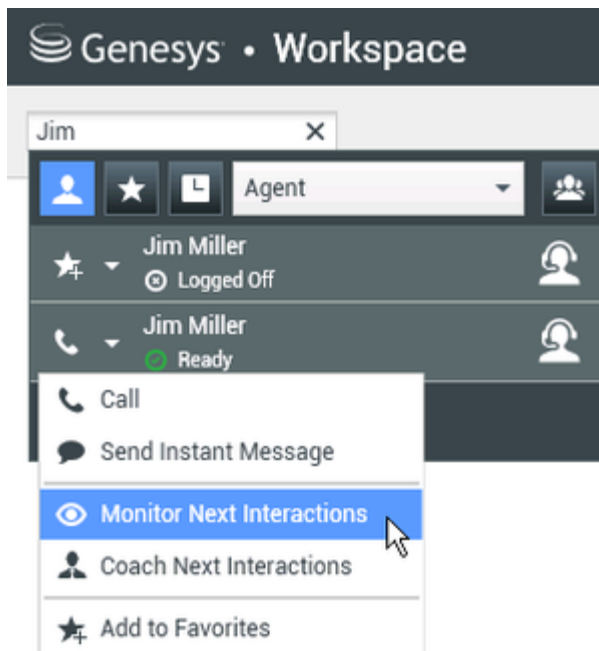 Genesys • Workspace
Jim
Agent
Jim Miller
Logged Off
Jim Miller
Ready
Call
Send Instant Message
Monitor Next Interactions
Coach Next Interactions
Add to Favorites